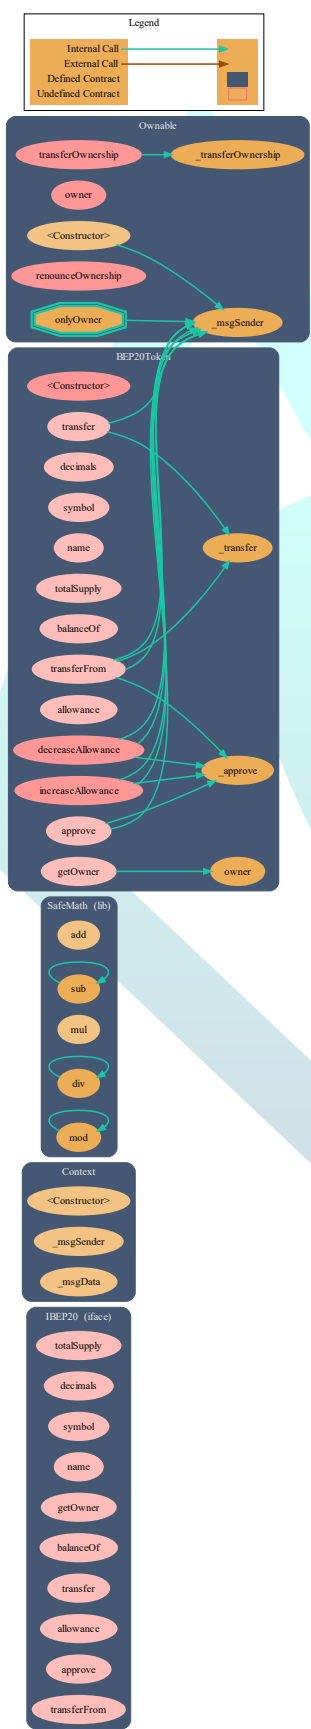 Legend
Internal Call
External Call
Defined Contract
Undefined Contract
Ownable
transferOwnership
_transferOwnership
owner
<Constructor>
renounceOwnership
onlyOwner
_msgSender
BEP20Token
<Constructor>
transfer
decimals
symbol
name
_transfer
totalSupply
balanceOf
transferFrom
allowance
decreaseAllowance
_approve
increaseAllowance
approve
getOwner
owner
SafeMath (lib)
add
sub
mul
div
mod
Context
<Constructor>
_msgSender
_msgData
IBEP20 (iface)
totalSupply
decimals
symbol
name
getOwner
balanceOf
transfer
allowance
approve
transferFrom